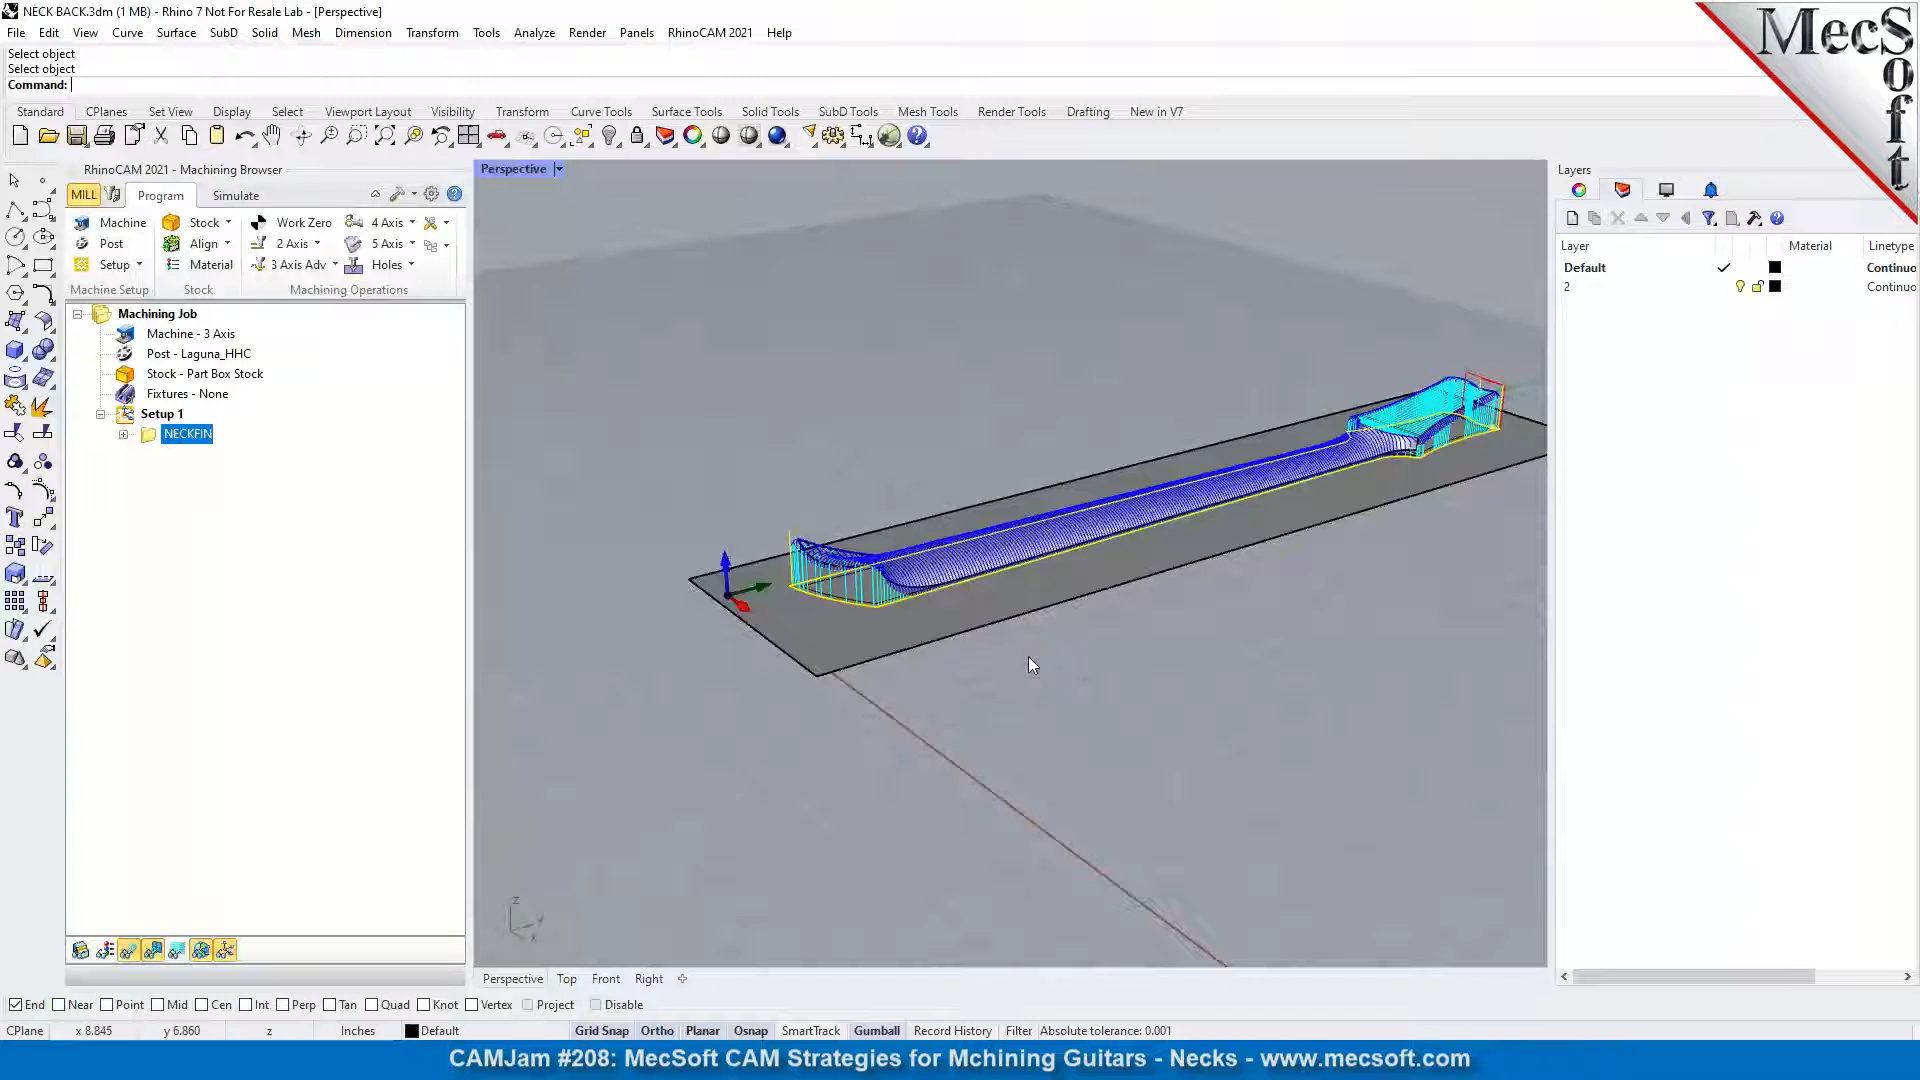 NECK BACK.3dm (1 MB) - Rhino 7 Not For Resale Lab - [Perspective]
File Edit View Curve Surface SubD Solid Mesh Dimension Transform Tools Analyze Render Panels RhinoCAM 2021 Help
Select object
Select object
Command:
Standard CPlanes Set View Display Select Viewport Layout Visibility Transform Curve Tools Surface Tools Solid Tools SubD Tools Mesh Tools Render Tools Drafting New in V7
MecSoft
RhinoCAM 2021 - Machining Browser
MILL Program Simulate
Machine Stock Work Zero 4 Axis
Post Align 2 Axis 5 Axis
Setup Material 3 Axis Adv Holes
Machine Setup Stock Machining Operations
Machining Job
Machine - 3 Axis
Post - Laguna_HHC
Stock - Part Box Stock
Fixtures - None
Setup 1
NECKFIN
Perspective
z
y
x
Layers
Layer Material Linetype
Default Continuo
2 Continuo
Perspective Top Front Right
End Near Point Mid Cen Int Perp Tan Quad Knot Vertex Project Disable
CPlane x 8.845 y 6.860 z Inches Default Grid Snap Ortho Planar Osnap SmartTrack Gumball Record History Filter Absolute tolerance: 0.001
CAMJam #208: MecSoft CAM Strategies for Mchining Guitars - Necks - www.mecsoft.com